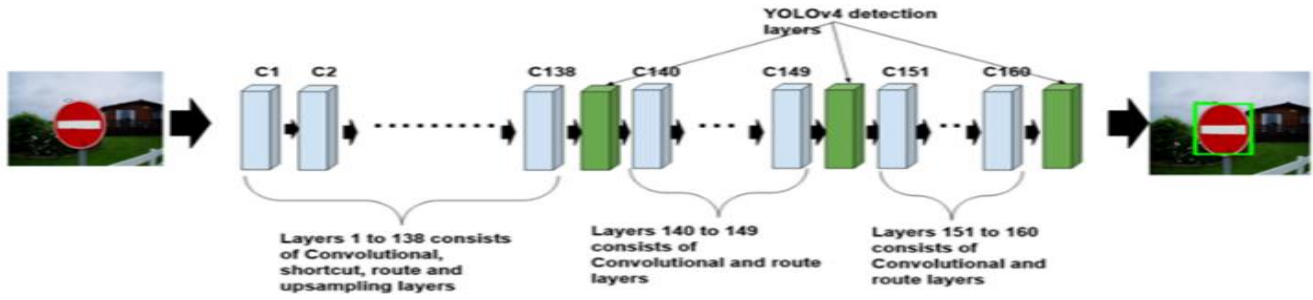 YOLOv4 detection
layers
C1
C2
C138
C140
C149
C151
C160
Layers 1 to 138 consists
of Convolutional,
shortcut, route and
upsampling layers
Layers 140 to 149
consists of
Convolutional and route
layers
Layers 151 to 160
consists of
Convolutional and
route layers